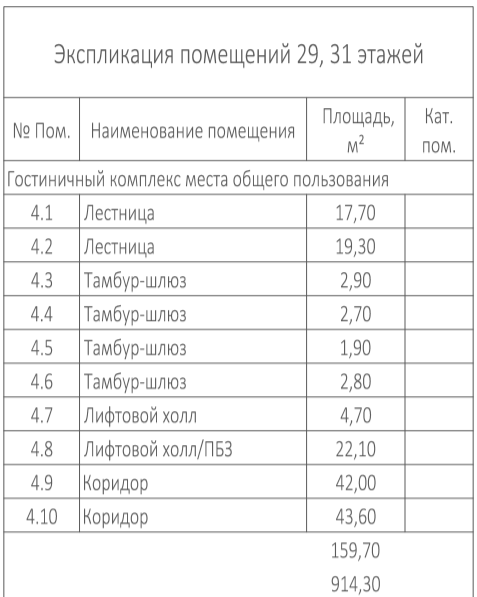 Экспликация помещений 29, 31 этажей
№ Пом. Наименование помещения Площадь, м² Кат. пом.
Гостиничный комплекс места общего пользования
4.1 Лестница 17,70
4.2 Лестница 19,30
4.3 Тамбур-шлюз 2,90
4.4 Тамбур-шлюз 2,70
4.5 Тамбур-шлюз 1,90
4.6 Тамбур-шлюз 2,80
4.7 Лифтовой холл 4,70
4.8 Лифтовой холл/ПБЗ 22,10
4.9 Коридор 42,00
4.10 Коридор 43,60
159,70
914,30